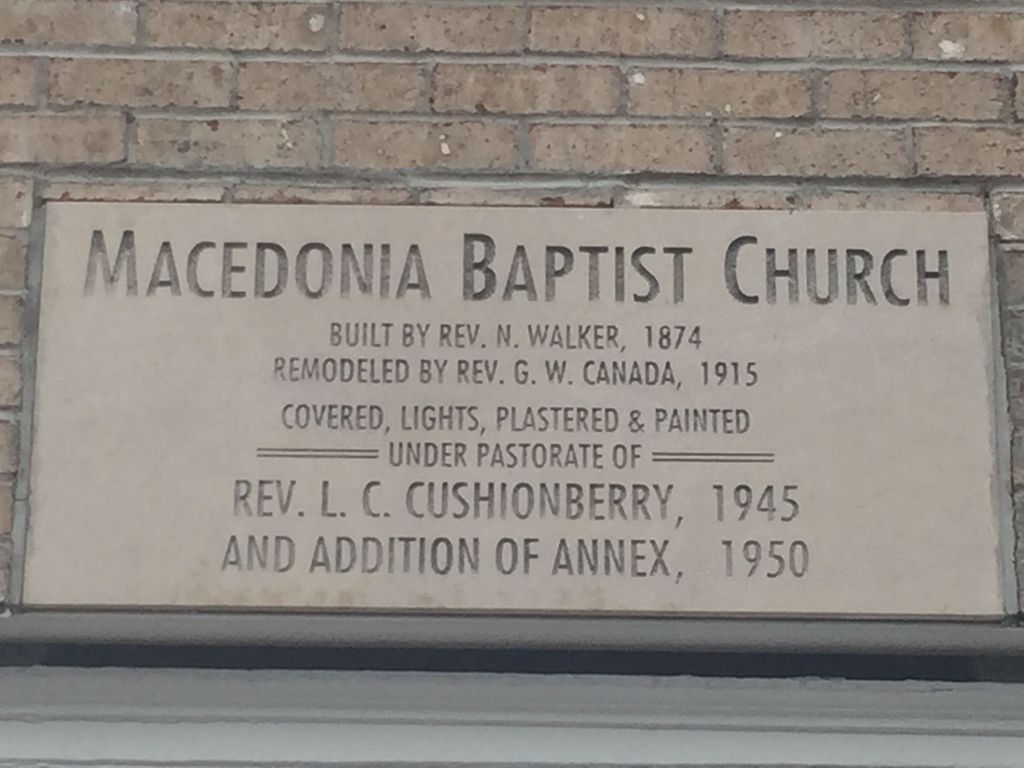 MACEDONIA BAPTIST CHURCH
BUILT BY REV. N. WALKER, 1874
REMODELED BY REV. G. W. CANADA, 1915
COVERED, LIGHTS, PLASTERED & PAINTED
UNDER PASTORATE OF
REV. L. C. CUSHIONBERRY, 1945
AND ADDITION OF ANNEX, 1950